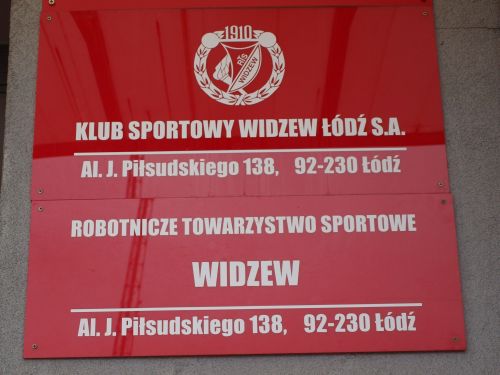 1910
RTS
WIDZEW
KLUB SPORTOWY WIDZEW ŁÓDŹ S.A.
Al. J. Piłsudskiego 138, 92-230 Łódź
ROBOTNICZE TOWARZYSTWO SPORTOWE
WIDZEW
Al. J. Piłsudskiego 138, 92-230 Łódź